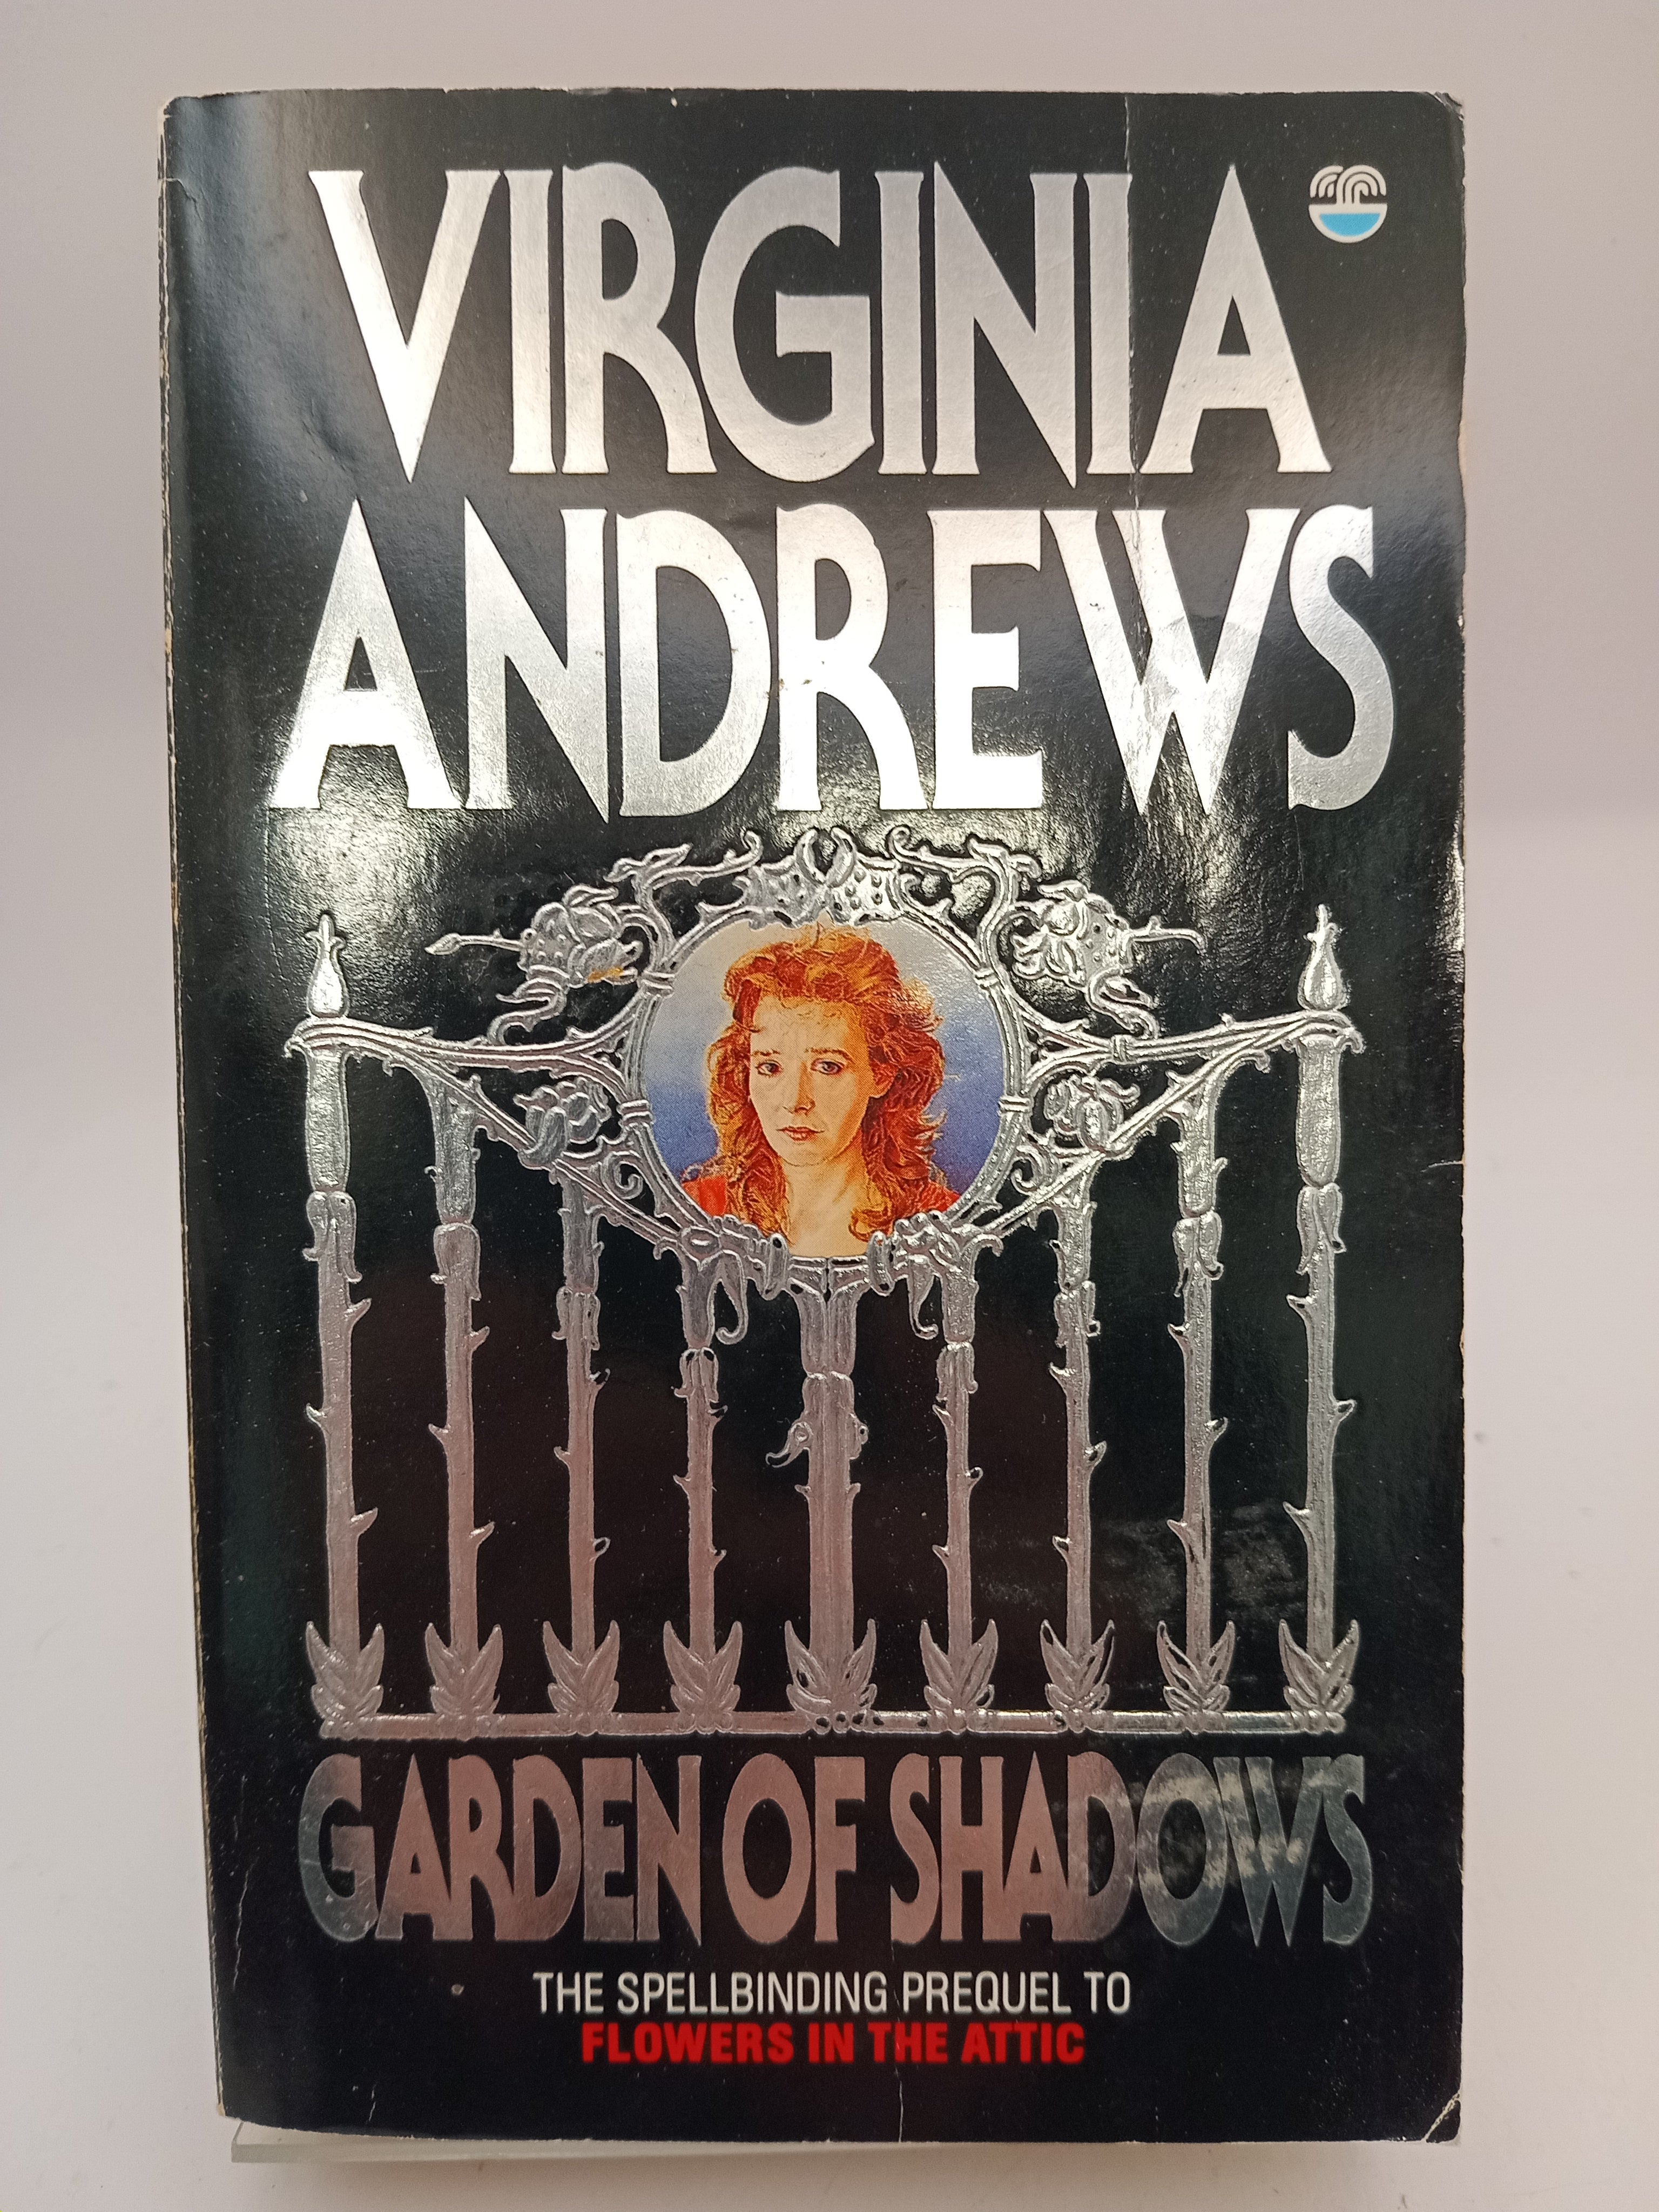 VIRGINIA
ANDREWS
GARDEN OF SHADOWS
THE SPELLBINDING PREQUEL TO
FLOWERS IN THE ATTIC